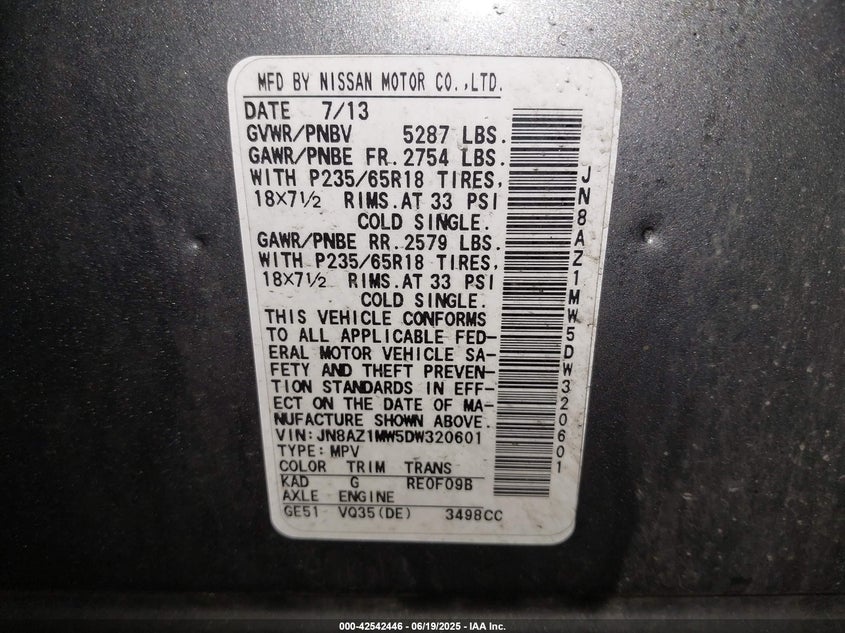 MFD BY NISSAN MOTOR CO.,LTD.
DATE 7/13
GVWR/PNBV 5287 LBS.
GAWR/PNBE FR. 2754 LBS.
WITH P235/65R18 TIRES,
18×7½ RIMS.AT 33 PSI
COLD SINGLE.
GAWR/PNBE RR. 2579 LBS.
WITH P235/65R18 TIRES,
18×7½ RIMS.AT 33 PSI
COLD SINGLE.
THIS VEHICLE CONFORMS
TO ALL APPLICABLE FED-
ERAL MOTOR VEHICLE SA-
FETY AND THEFT PREVEN-
TION STANDARDS IN EFF-
ECT ON THE DATE OF MA-
NUFACTURE SHOWN ABOVE.
VIN:JN8AZ1MW5DW320601
TYPE:MPV
COLOR TRIM TRANS
KAD G RE0F09B
AXLE ENGINE
GE51 VQ35(DE) 3498CC
JN8AZ1MW5DW320601
000-42542446 - 06/19/2025 - IAA Inc.